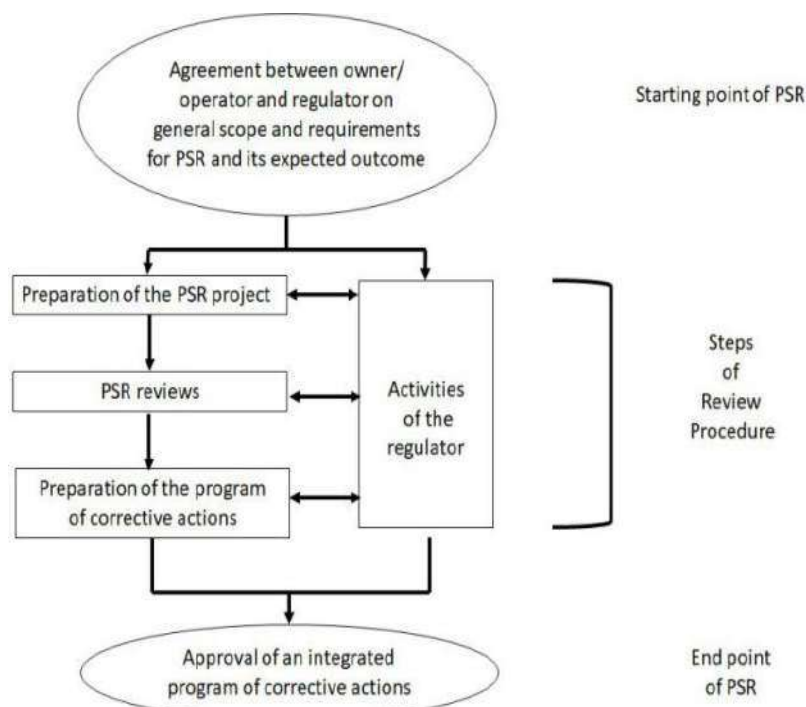 Agreement between owner/
operator and regulator on
general scope and requirements
for PSR and its expected outcome
Starting point of PSR
Preparation of the PSR project
PSR reviews
Preparation of the program
of corrective actions
Activities
of the
regulator
Steps
of
Review
Procedure
Approval of an integrated
program of corrective actions
End point
of PSR